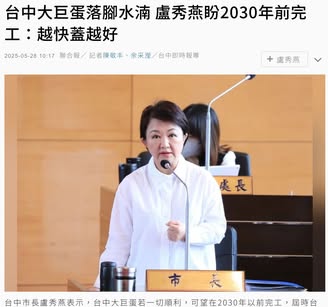 台中大巨蛋落腳水湳 盧秀燕盼2030年前完
工：越快蓋越好
2025-05-28 10:17 聯合報／ 記者陳敬丰、余采瀅／台中即時報導
＋ 盧秀燕
處長
市 長
台中市長盧秀燕表示，台中大巨蛋若一切順利，可望在2030年以前完工，屆時台